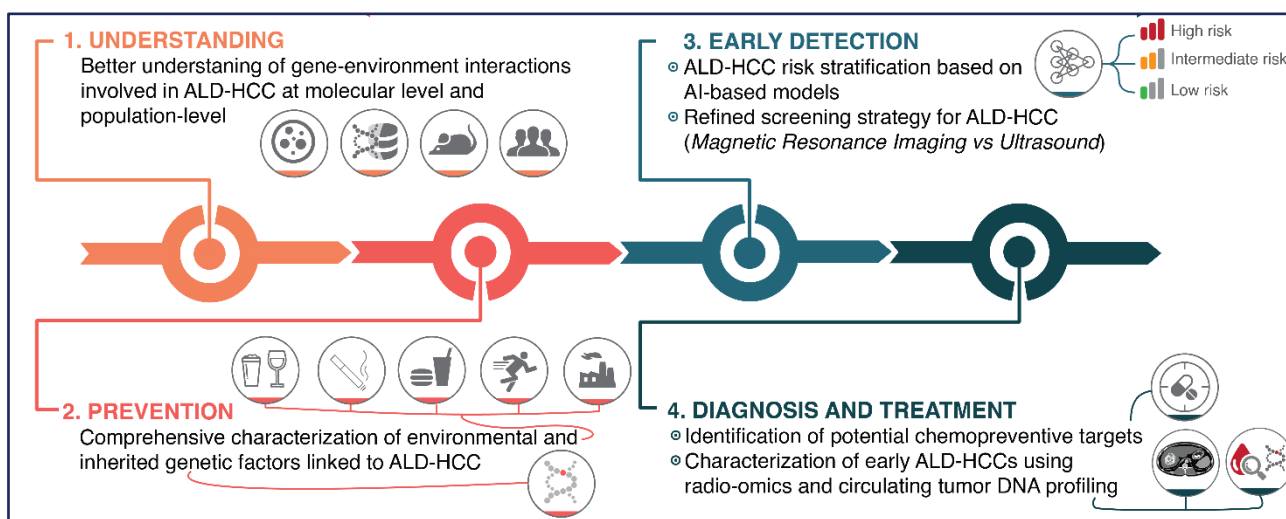 1. UNDERSTANDING
Better understaning of gene-environment interactions
involved in ALD-HCC at molecular level and
population-level
2. PREVENTION
Comprehensive characterization of environmental and
inherited genetic factors linked to ALD-HCC
3. EARLY DETECTION
ALD-HCC risk stratification based on
AI-based models
Refined screening strategy for ALD-HCC
(Magnetic Resonance Imaging vs Ultrasound)
High risk
Intermediate risk
Low risk
4. DIAGNOSIS AND TREATMENT
Identification of potential chemopreventive targets
Characterization of early ALD-HCCs using
radio-omics and circulating tumor DNA profiling